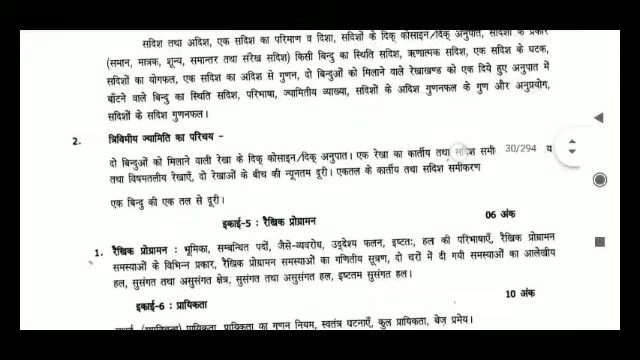 सदिश तथा अदिश, एक सदिश का परिमाण व दिशा, सदिशों के दिक् कोसाइन/दिक् अनुपात, सदिशों के प्रकार
(समान, मात्रक, शून्य, समान्तर तथा संरेख सदिश) किसी बिन्दु का स्थिति सदिश, ऋणात्मक सदिश, एक सदिश के घटक,
सदिशों का योगफल, एक सदिश का अदिश से गुणन, दो बिन्दुओं को मिलाने वाले रेखाखण्ड को एक दिये हुए अनुपात में
बाँटने वाले बिन्दु का स्थिति सदिश, परिभाषा, ज्यामितीय व्याख्या, सदिशों के अदिश गुणनफल के गुण और अनुप्रयोग,
सदिशों के सदिश गुणनफल।
2. त्रिविमीय ज्यामिति का परिचय –
दो बिन्दुओं को मिलाने वाली रेखा के दिक् कोसाइन/दिक् अनुपात। एक रेखा का कार्तीय तथा सदिश समी 30/294 य
तथा विषमतलीय रेखाएँ, दो रेखाओं के बीच की न्यूनतम दूरी। एकतल के कार्तीय तथा सदिश समीकरण
एक बिन्दु की एक तल से दूरी।
इकाई-5 : रैखिक प्रोग्रामन 06 अंक
1. रैखिक प्रोग्रामन : भूमिका, सम्बन्धित पदों, जैसे-व्यवरोध, उद्देश्य फलन, इष्टतः, हल की परिभाषाएँ, रैखिक प्रोग्रामन
समस्याओं के विभिन्न प्रकार, रैखिक प्रोग्रामन समस्याओं का गणितीय सूत्रण, दो चरों में दी गयी समस्याओं का आलेखीय
हल, सुसंगत तथा असुसंगत क्षेत्र, सुसंगत तथा असुसंगत हल, इष्टतम सुसंगत हल।
इकाई-6 : प्रायिकता 10 अंक
प्रायिकता, प्रायिकता का गुणन नियम, स्वतंत्र घटनाएँ, कुल प्रायिकता, बेज़ प्रमेय।